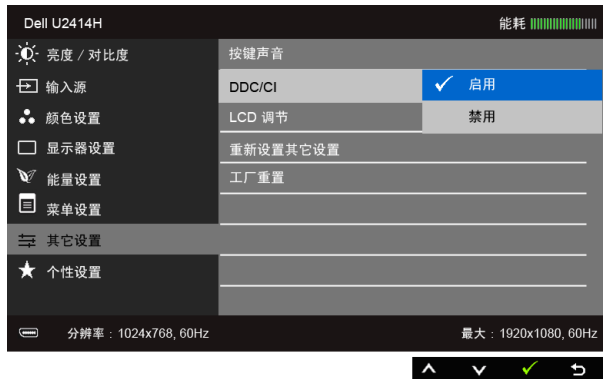 Dell U2414H 能耗
亮度 / 对比度 按键声音
输入源 DDC/CI 启用
颜色设置 LCD 调节 禁用
显示器设置 重新设置其它设置
能量设置 工厂重置
菜单设置
其它设置
个性设置
分辨率：1024x768, 60Hz 最大：1920x1080, 60Hz